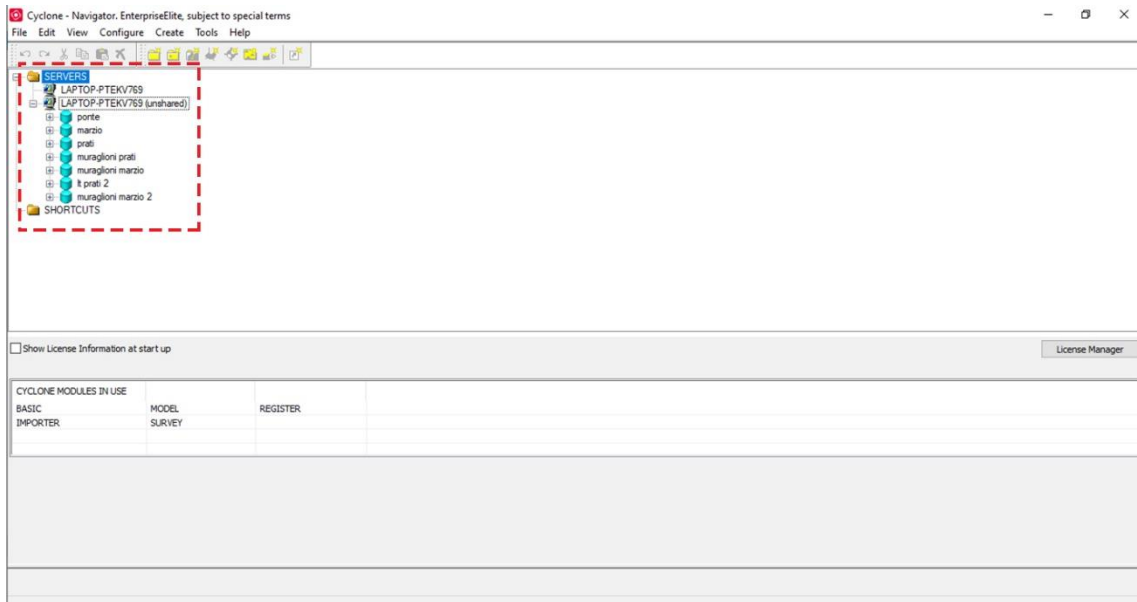 Cyclone - Navigator. EnterpriseElite, subject to special terms
File Edit View Configure Create Tools Help
SERVERS
LAPTOP-PTEKV769
LAPTOP-PTEKV769 (unshared)
ponte
marzio
prati
muraglioni prati
muraglioni marzio
lt prati 2
muraglioni marzio 2
SHORTCUTS
Show License Information at start up
License Manager
CYCLONE MODULES IN USE
BASIC MODEL REGISTER
IMPORTER SURVEY